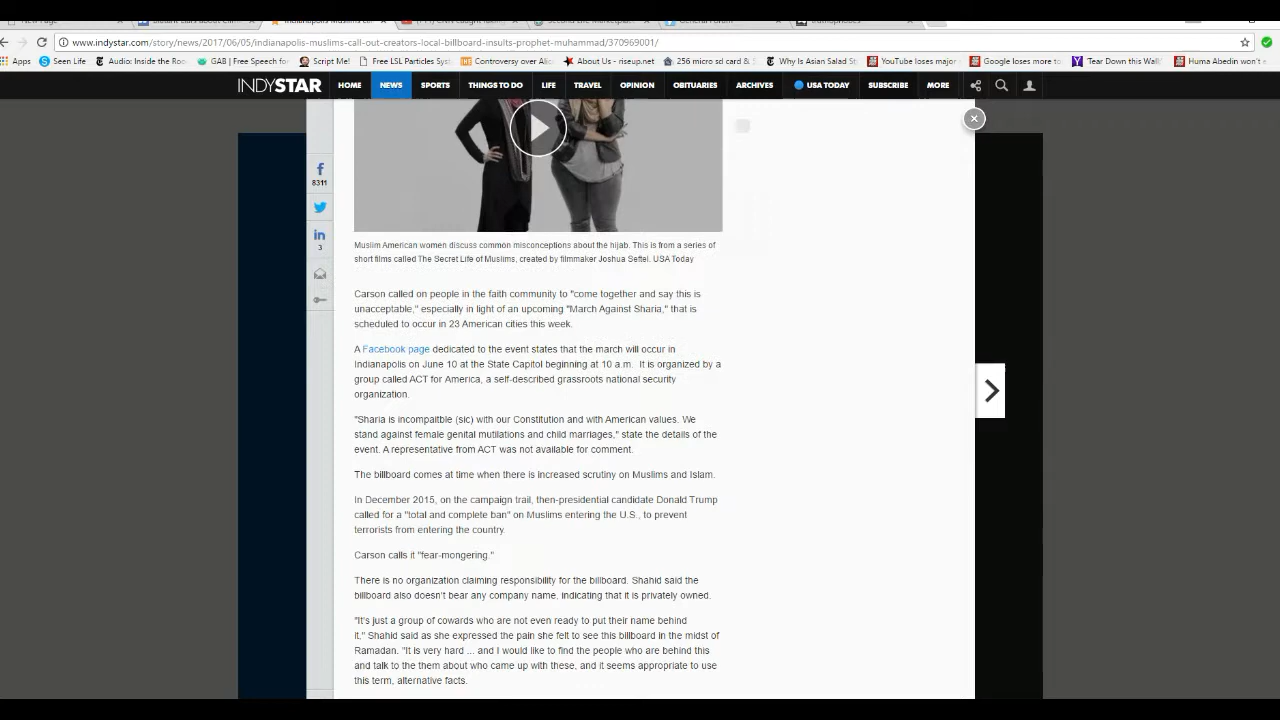 Indianapolis Muslims c
www.indystar.com/story/news/2017/06/05/indianapolis-muslims-call-out-creators-local-billboard-insults-prophet-muhammad/370969001/
Apps Seen Life Audio: Inside the Roo GAB | Free Speech fo Script Me! Free LSL Particles Sys Controversy over Alie About Us - riseup.net 256 micro sd card & S Why Is Asian Salad St YouTube loses major Google loses more to 'Tear Down this Wall' Huma Abedin won't e
INDYSTAR HOME NEWS SPORTS THINGS TO DO LIFE TRAVEL OPINION OBITUARIES ARCHIVES USA TODAY SUBSCRIBE MORE
8311
3
Muslim American women discuss common misconceptions about the hijab. This is from a series of
short films called The Secret Life of Muslims, created by filmmaker Joshua Seftel. USA Today
Carson called on people in the faith community to "come together and say this is
unacceptable," especially in light of an upcoming "March Against Sharia," that is
scheduled to occur in 23 American cities this week.
A Facebook page dedicated to the event states that the march will occur in
Indianapolis on June 10 at the State Capitol beginning at 10 a.m. It is organized by a
group called ACT for America, a self-described grassroots national security
organization.
"Sharia is incompaitble (sic) with our Constitution and with American values. We
stand against female genital mutilations and child marriages," state the details of the
event. A representative from ACT was not available for comment.
The billboard comes at time when there is increased scrutiny on Muslims and Islam.
In December 2015, on the campaign trail, then-presidential candidate Donald Trump
called for a "total and complete ban" on Muslims entering the U.S., to prevent
terrorists from entering the country.
Carson calls it "fear-mongering."
There is no organization claiming responsibility for the billboard. Shahid said the
billboard also doesn't bear any company name, indicating that it is privately owned.
"It's just a group of cowards who are not even ready to put their name behind
it," Shahid said as she expressed the pain she felt to see this billboard in the midst of
Ramadan. "It is very hard ... and I would like to find the people who are behind this
and talk to the them about who came up with these, and it seems appropriate to use
this term, alternative facts.